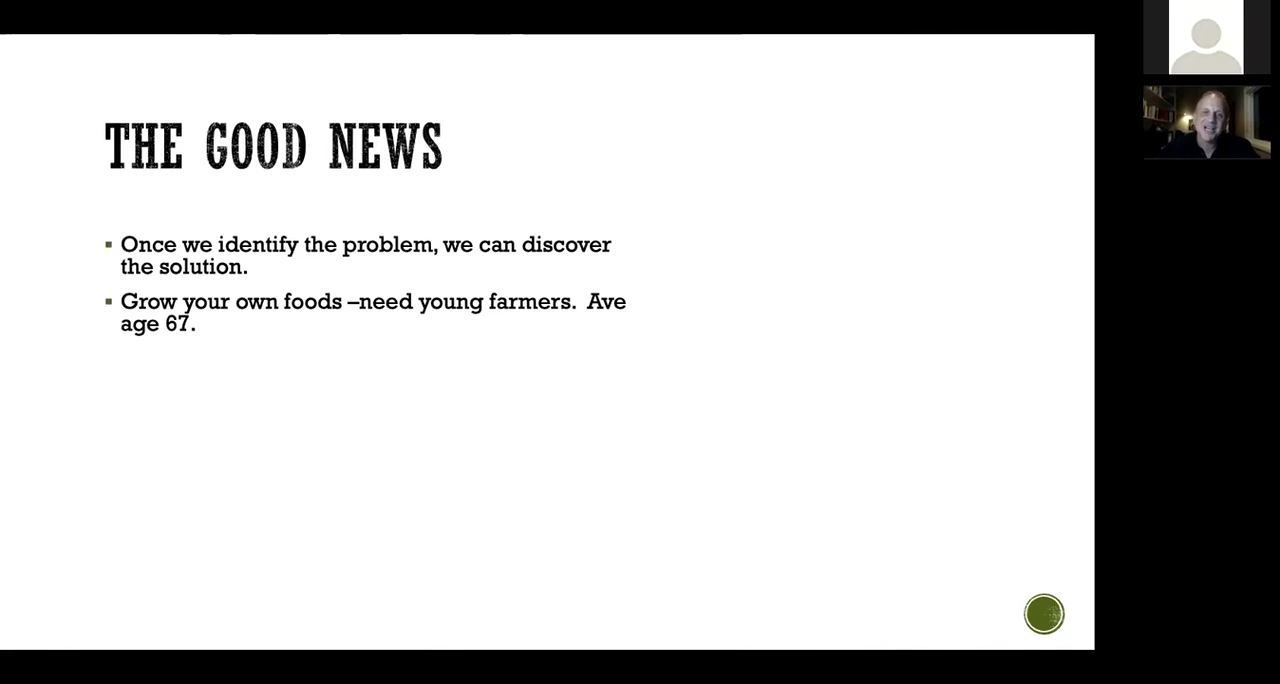 THE GOOD NEWS
Once we identify the problem, we can discover
the solution.
Grow your own foods –need young farmers.  Ave
age 67.